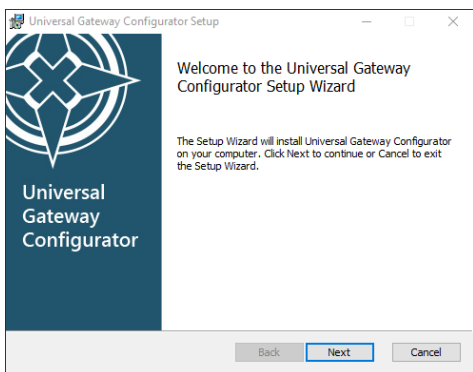 Universal Gateway Configurator Setup
Welcome to the Universal Gateway
Configurator Setup Wizard
The Setup Wizard will install Universal Gateway Configurator
on your computer. Click Next to continue or Cancel to exit
the Setup Wizard.
Universal
Gateway
Configurator
Back
Next
Cancel